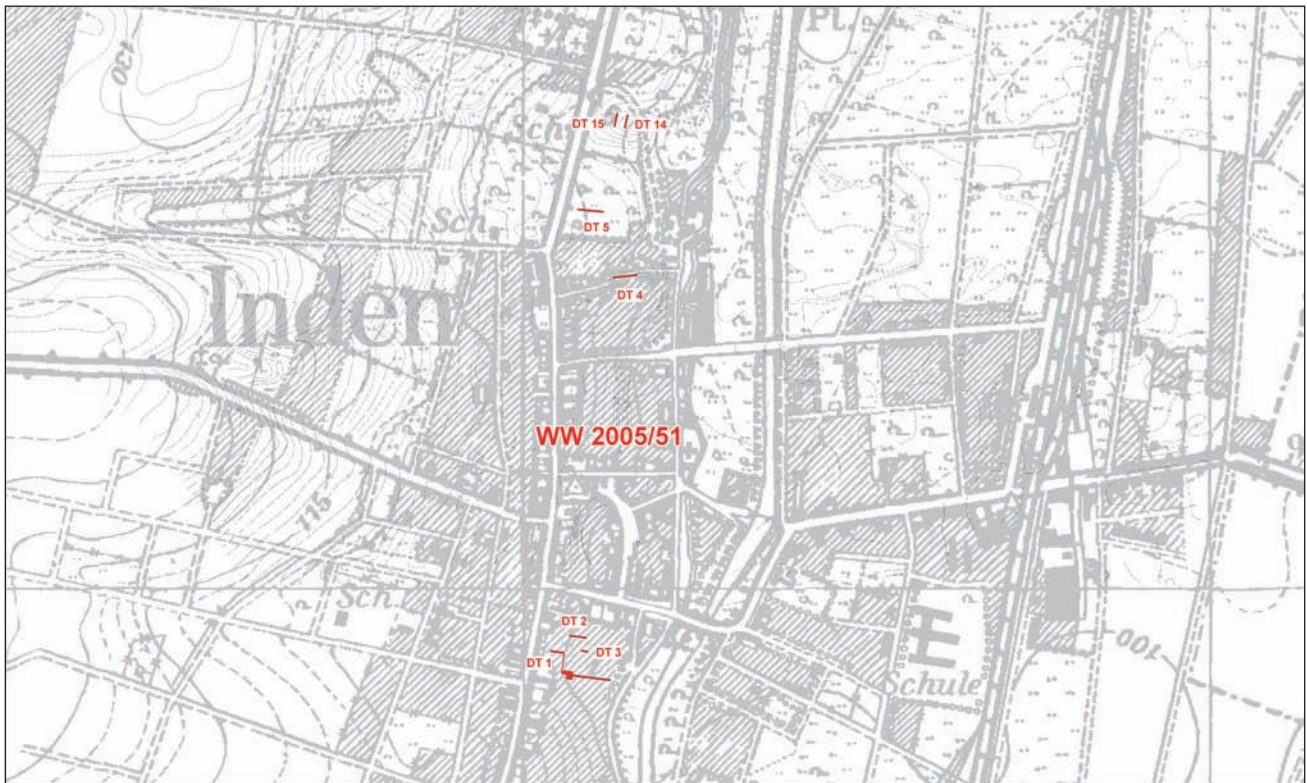 Pl.
130
Sch.
DT 15
DT 14
Sch.
DT 5
DT 4
Inden
WW 2005/51
115
Sch.
DT 2
DT 3
DT 1
Schule
100